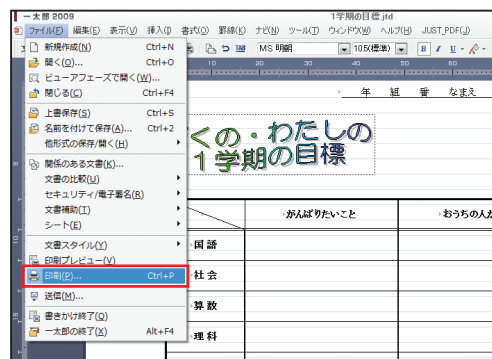 一太郎 2009
1学期の目標.jtd
ファイル(F) 編集(E) 表示(V) 挿入(I) 書式(O) 罫線(K) ナビ(N) ツール(T) ウィンドウ(W) ヘルプ(H) JUST PDF(J)
新規作成(N) Ctrl+N
開く(O)... Ctrl+O
ビューアフェーズで開く(W)...
閉じる(C) Ctrl+F4
上書保存(S) Ctrl+S
名前を付けて保存(A)... Ctrl+2
他形式の保存/開く(H)
関係のある文書(K)...
文書の比較(U)
セキュリティ/電子署名(R)
文書補助(T)
シート(E)
文書スタイル(Y)
印刷プレビュー(V)
印刷(P)... Ctrl+P
送信(M)...
書きかけ終了(Q)
一太郎の終了(X) Alt+F4
MS 明朝 10.5(標準) B I U
10 20 30 40 50 60
年 組 番 なまえ
くの・わたしの
1学期の目標
がんばりたいこと おうちの人か
国語
社会
算数
理科